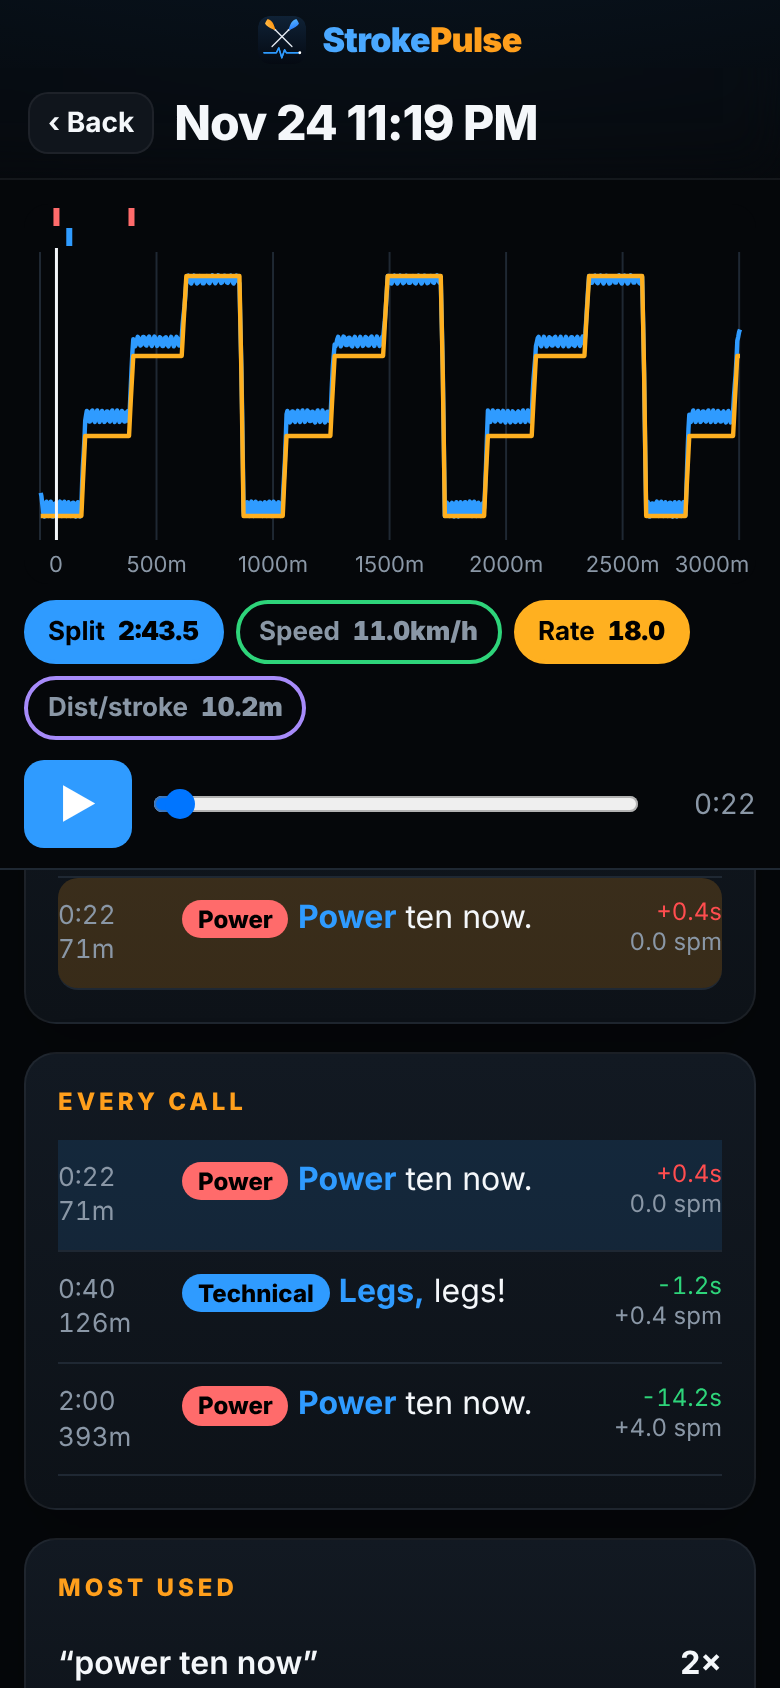 StrokePulse
‹ Back
Nov 24 11:19 PM
0 500m 1000m 1500m 2000m 2500m 3000m
Split 2:43.5
Speed 11.0km/h
Rate 18.0
Dist/stroke 10.2m
0:22
0:22 Power Power ten now. +0.4s
71m 0.0 spm
EVERY CALL
0:22 Power Power ten now. +0.4s
71m 0.0 spm
0:40 Technical Legs, legs! -1.2s
126m +0.4 spm
2:00 Power Power ten now. -14.2s
393m +4.0 spm
MOST USED
“power ten now” 2×